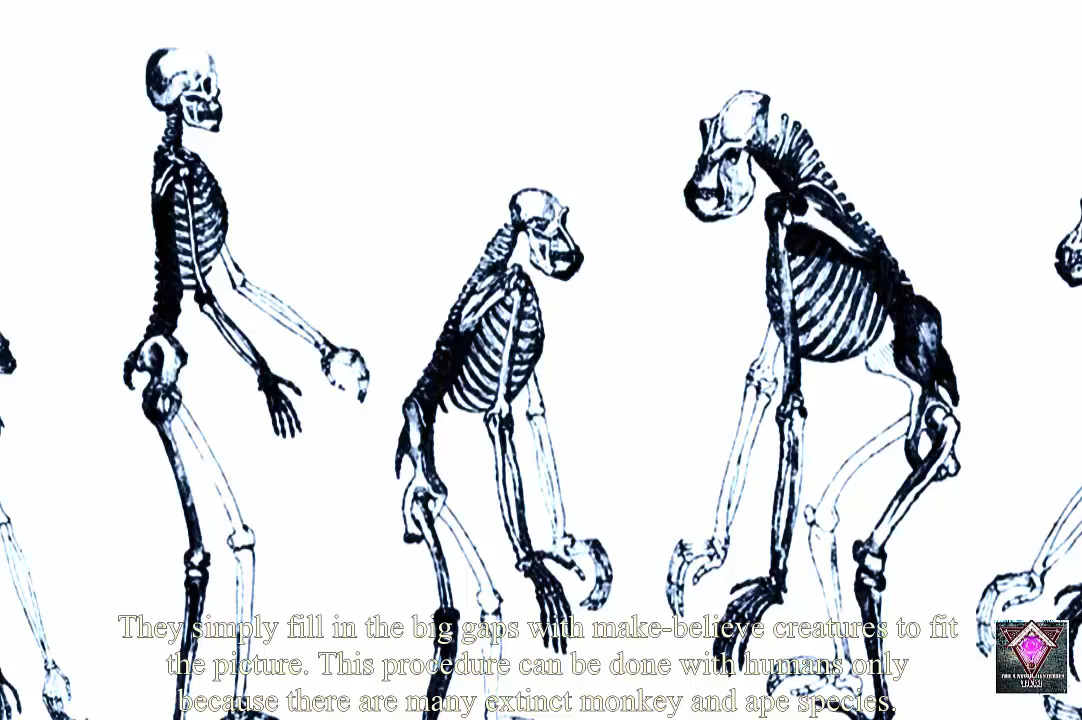 They simply fill in the big gaps with make-believe creatures to fit
the picture. This procedure can be done with humans only
because there are many extinct monkey and ape species.